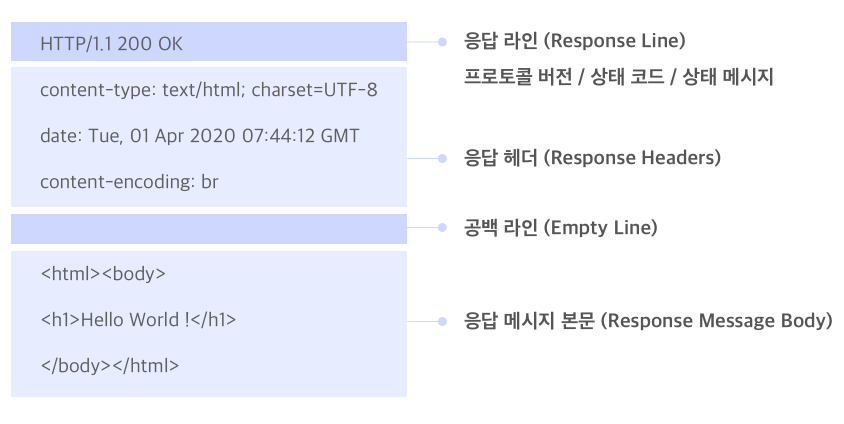 HTTP/1.1 200 OK
응답 라인 (Response Line)
프로토콜 버전 / 상태 코드 / 상태 메시지
content-type: text/html; charset=UTF-8
date: Tue, 01 Apr 2020 07:44:12 GMT
content-encoding: br
응답 헤더 (Response Headers)
공백 라인 (Empty Line)
<html><body>
<h1>Hello World !</h1>
</body></html>
응답 메시지 본문 (Response Message Body)